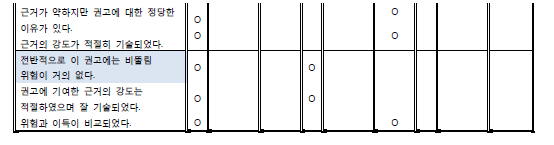 근거가 약하지만 권고에 대한 정당한 ○ ○
이유가 있다.
근거의 강도가 적절히 기술되었다. ○ ○
전반적으로 이 권고에는 비뚤림 ○ ○
위험이 거의 없다.
권고에 기여한 근거의 강도는 ○ ○
적절하였으며 잘 기술되었다.
위험과 이득이 비교되었다. ○ ○